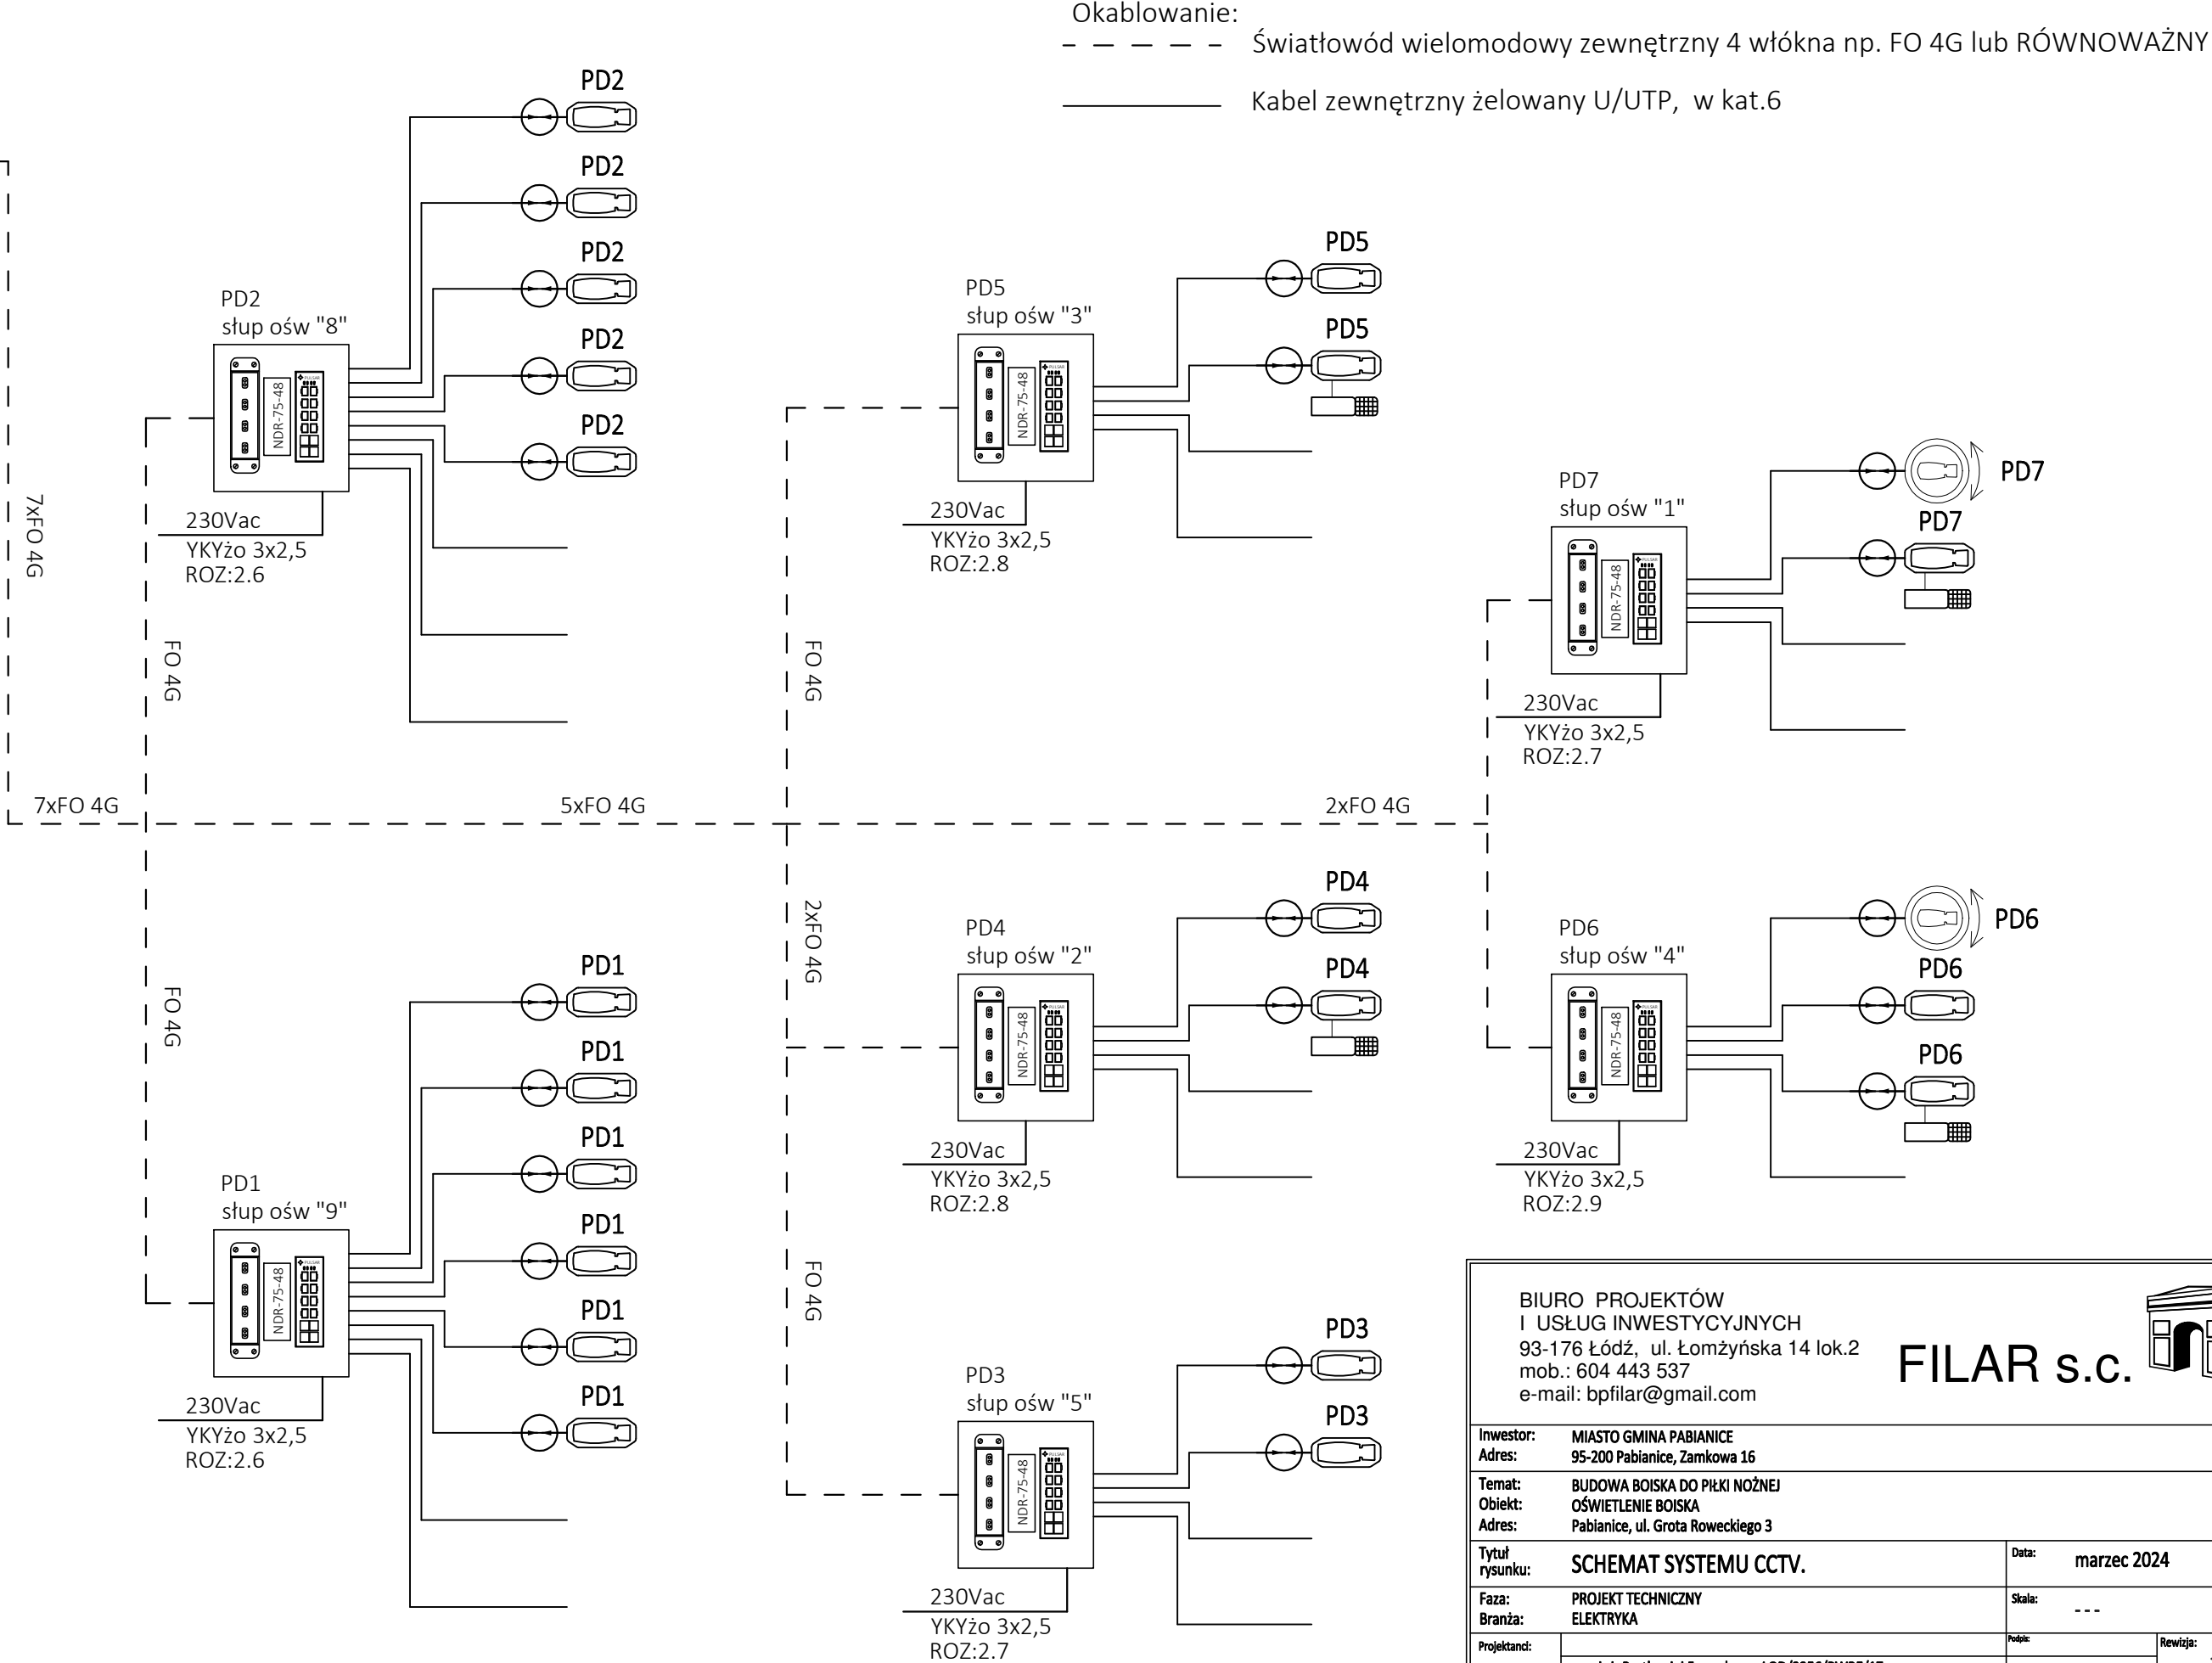 Okablowanie:
Światłowód wielomodowy zewnętrzny 4 włókna np. FO 4G lub RÓWNOWAŻNY
Kabel zewnętrzny żelowany U/UTP, w kat.6
7xFO 4G
7xFO 4G
5xFO 4G
2xFO 4G
FO 4G
FO 4G
FO 4G
2xFO 4G
FO 4G
PD2
słup ośw "8"
NDR-75-48
PULSAR
230Vac
YKYżo 3x2,5
ROZ:2.6
PD2
PD2
PD2
PD2
PD2
PD1
słup ośw "9"
NDR-75-48
PULSAR
230Vac
YKYżo 3x2,5
ROZ:2.6
PD1
PD1
PD1
PD1
PD1
PD1
PD5
słup ośw "3"
NDR-75-48
PULSAR
230Vac
YKYżo 3x2,5
ROZ:2.8
PD5
PD5
PD4
słup ośw "2"
NDR-75-48
PULSAR
230Vac
YKYżo 3x2,5
ROZ:2.8
PD4
PD4
PD3
słup ośw "5"
NDR-75-48
PULSAR
230Vac
YKYżo 3x2,5
ROZ:2.7
PD3
PD3
PD7
słup ośw "1"
NDR-75-48
PULSAR
230Vac
YKYżo 3x2,5
ROZ:2.7
PD7
PD7
PD6
słup ośw "4"
NDR-75-48
PULSAR
230Vac
YKYżo 3x2,5
ROZ:2.9
PD6
PD6
PD6
BIURO PROJEKTÓW
I USŁUG INWESTYCYJNYCH
93-176 Łódź, ul. Łomżyńska 14 lok.2
mob.: 604 443 537
e-mail: bpfilar@gmail.com
FILAR s.c.
Inwestor: MIASTO GMINA PABIANICE
Adres: 95-200 Pabianice, Zamkowa 16
Temat: BUDOWA BOISKA DO PIŁKI NOŻNEJ
Obiekt: OŚWIETLENIE BOISKA
Adres: Pabianice, ul. Grota Roweckiego 3
Tytuł rysunku: SCHEMAT SYSTEMU CCTV.
Data: marzec 2024
Faza: PROJEKT TECHNICZNY
Branża: ELEKTRYKA
Skala: ---
Projektanci:
Podpis:
Rewizja: